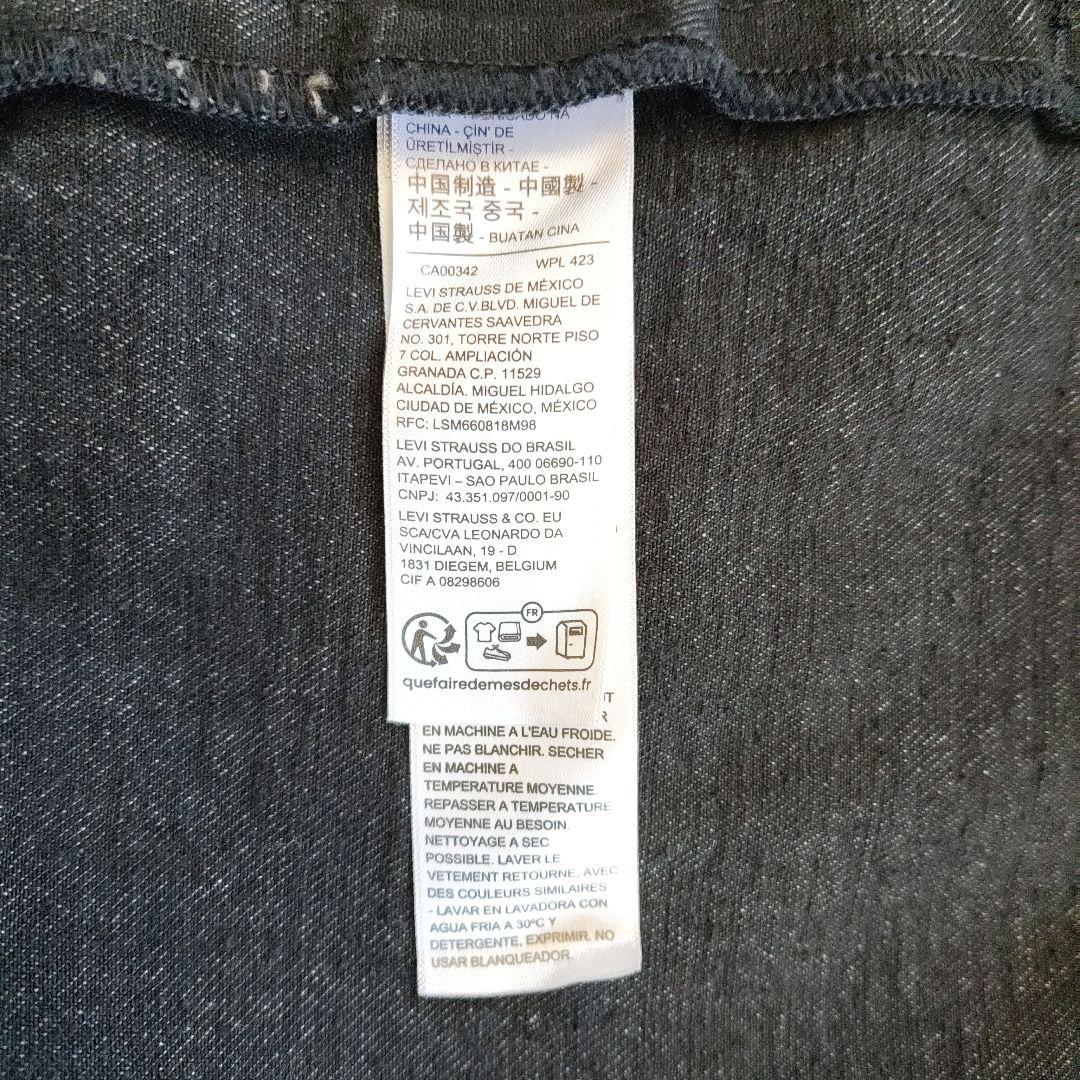 CHINA - ÇİN' DE
ÜRETİLMİŞTİR -
СДЕЛАНО В КИТАЕ -
中国制造 - 中國製 -
제조국 중국 -
中国製 - BUATAN CINA
CA00342 WPL 423
LEVI STRAUSS DE MÉXICO
S.A. DE C.V.BLVD. MIGUEL DE
CERVANTES SAAVEDRA
NO. 301, TORRE NORTE PISO
7 COL. AMPLIACIÓN
GRANADA C.P. 11529
ALCALDÍA. MIGUEL HIDALGO
CIUDAD DE MÉXICO, MÉXICO
RFC: LSM660818M98
LEVI STRAUSS DO BRASIL
AV. PORTUGAL, 400 06690-110
ITAPEVI – SAO PAULO BRASIL
CNPJ: 43.351.097/0001-90
LEVI STRAUSS & CO. EU
SCA/CVA LEONARDO DA
VINCILAAN, 19 - D
1831 DIEGEM, BELGIUM
CIF A 08298606
FR
quefairedemesdechets.fr
EN MACHINE A L'EAU FROIDE.
NE PAS BLANCHIR. SECHER
EN MACHINE A
TEMPERATURE MOYENNE.
REPASSER A TEMPERATURE
MOYENNE AU BESOIN.
NETTOYAGE A SEC
POSSIBLE. LAVER LE
VETEMENT RETOURNE, AVEC
DES COULEURS SIMILAIRES
- LAVAR EN LAVADORA CON
AGUA FRIA A 30ºC Y
DETERGENTE, EXPRIMIR. NO
USAR BLANQUEADOR.